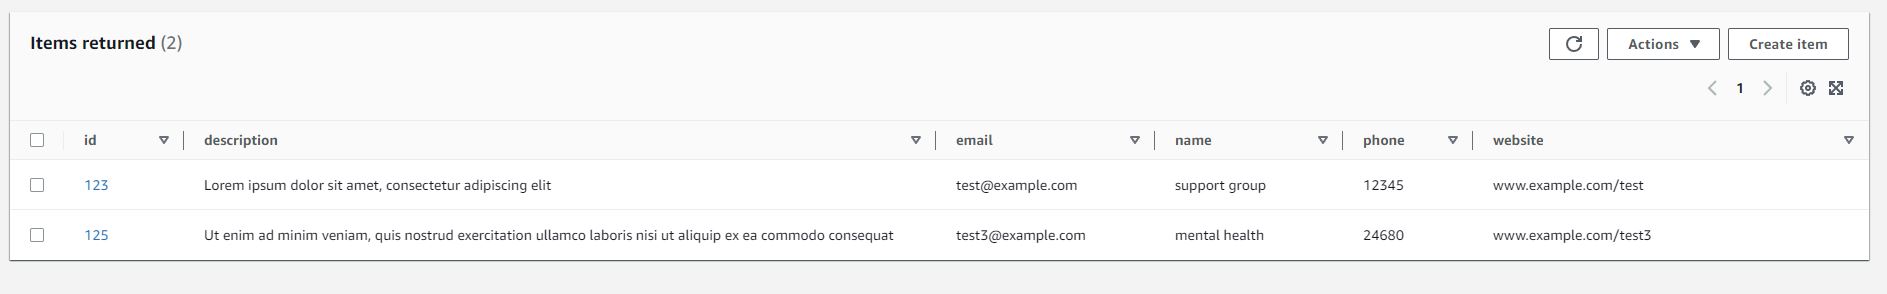 Items returned (2)
Actions Create item
1
id description email name phone website
123 Lorem ipsum dolor sit amet, consectetur adipiscing elit test@example.com support group 12345 www.example.com/test
125 Ut enim ad minim veniam, quis nostrud exercitation ullamco laboris nisi ut aliquip ex ea commodo consequat test3@example.com mental health 24680 www.example.com/test3